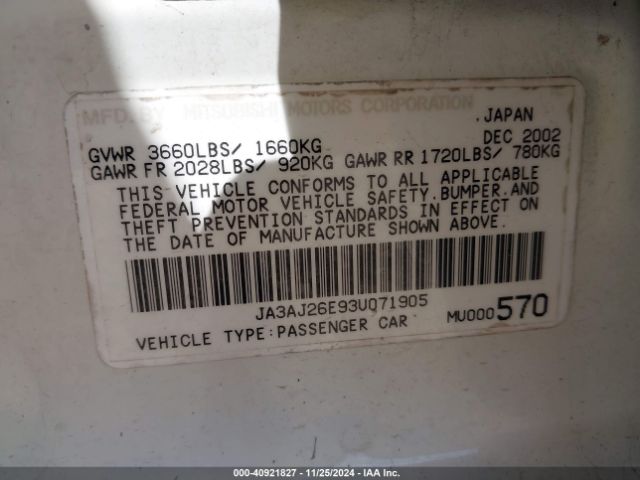 MFD. BY MITSUBISHI MOTORS CORPORATION
.JAPAN
GVWR 3660LBS/ 1660KG
DEC 2002
GAWR FR 2028LBS/ 920KG GAWR RR 1720LBS/ 780KG
THIS VEHICLE CONFORMS TO ALL APPLICABLE
FEDERAL MOTOR VEHICLE SAFETY,BUMPER,AND
THEFT PREVENTION STANDARDS IN EFFECT ON
THE DATE OF MANUFACTURE SHOWN ABOVE.
JA3AJ26E93U071905
VEHICLE TYPE:PASSENGER CAR
MU000570
000-40921827 - 11/25/2024 - IAA Inc.